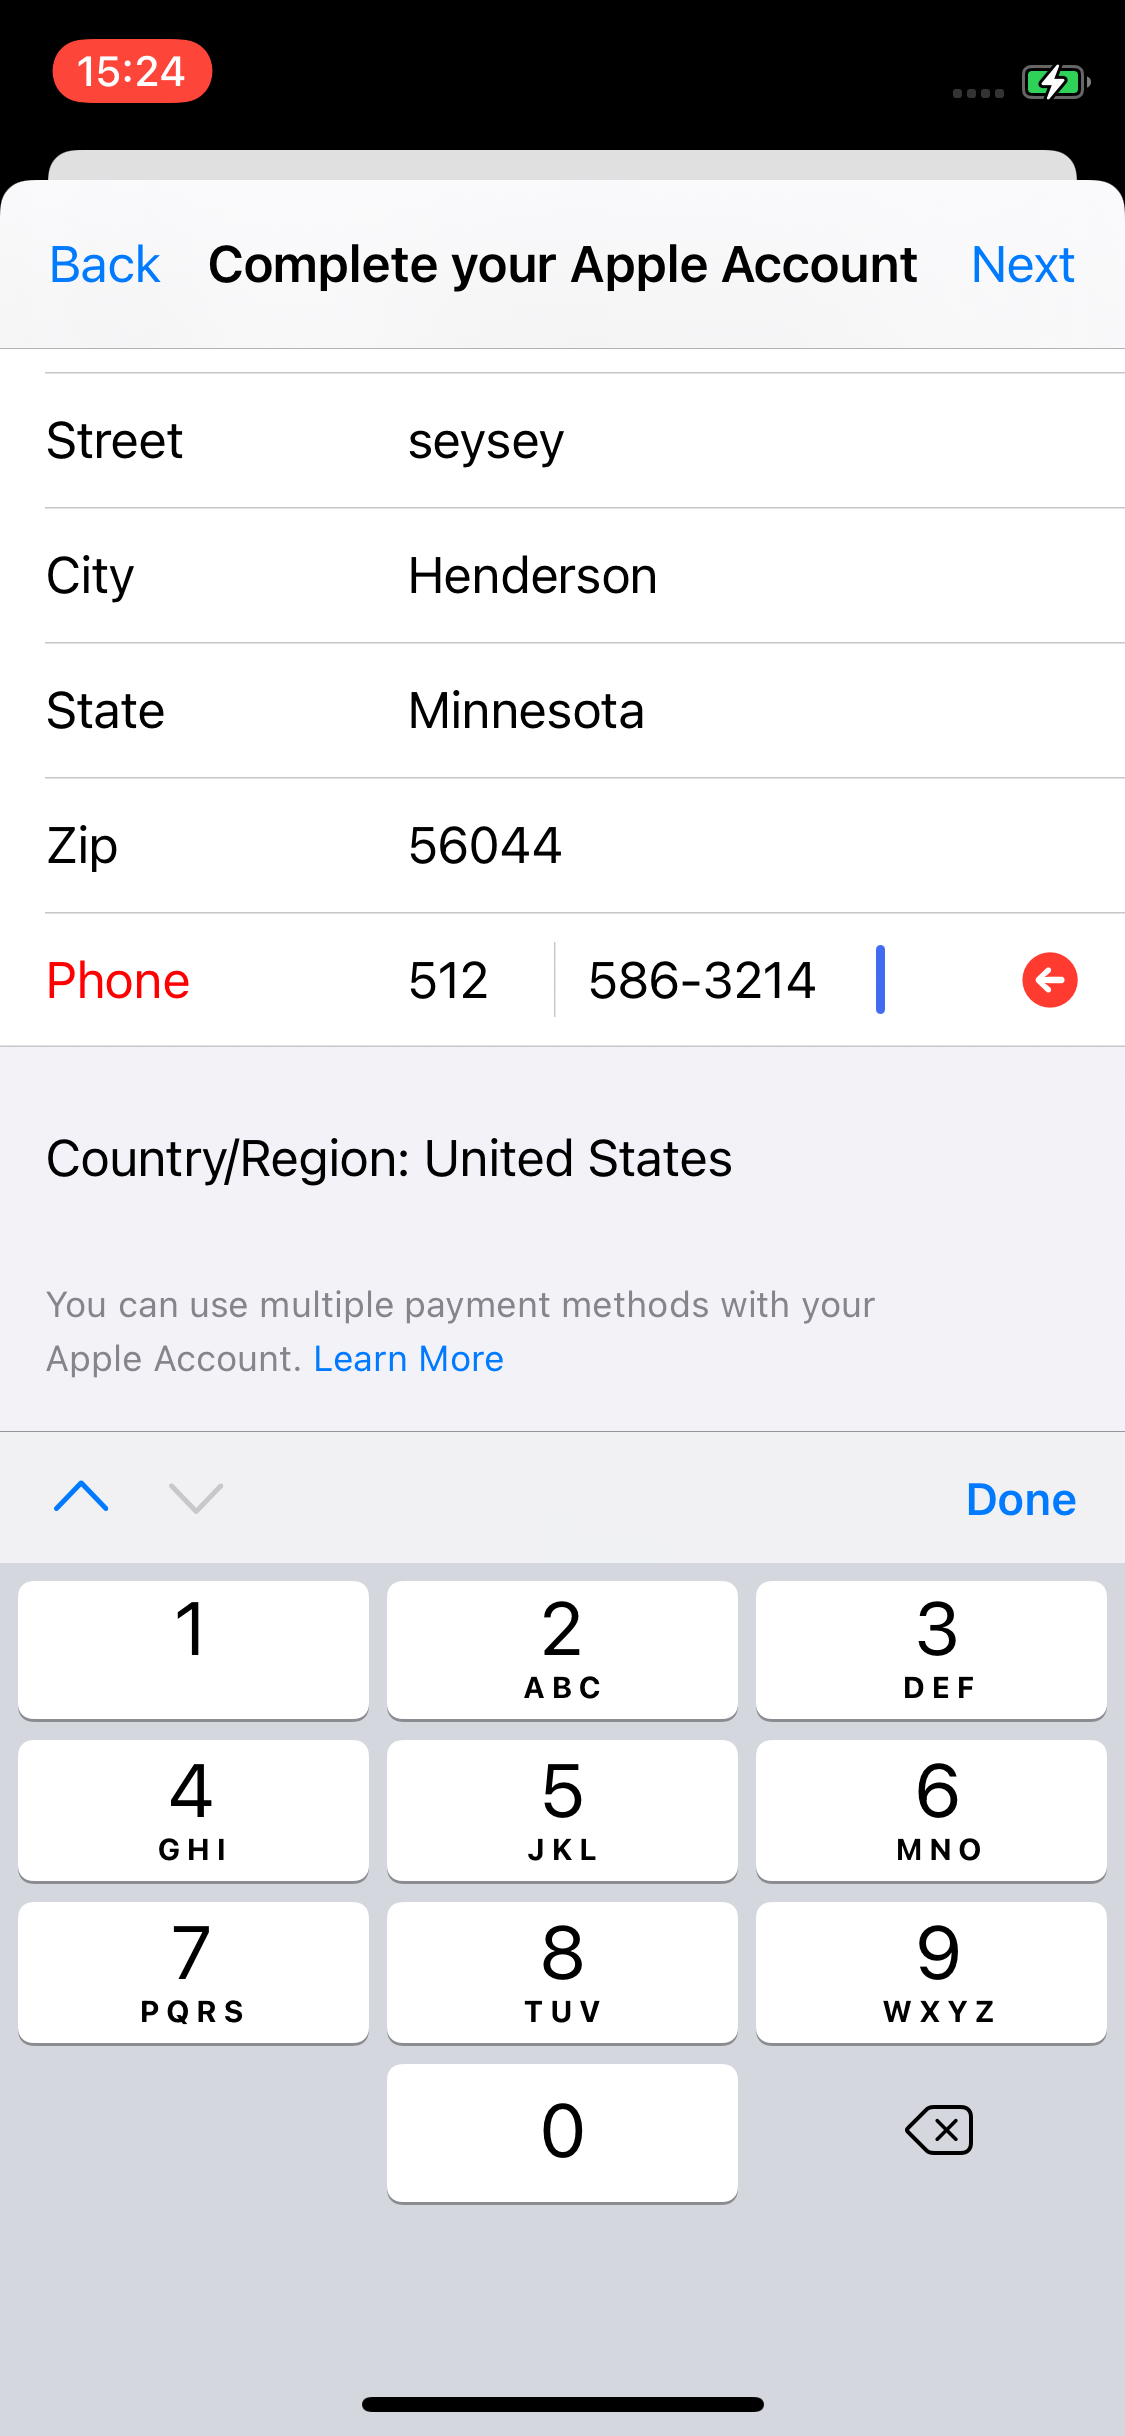 15:24
Back Complete your Apple Account Next
Street seysey
City Henderson
State Minnesota
Zip 56044
Phone 512 586-3214
Country/Region: United States
You can use multiple payment methods with your
Apple Account. Learn More
Done
1 2 3
ABC DEF
4 5 6
GHI JKL MNO
7 8 9
PQRS TUV WXYZ
0